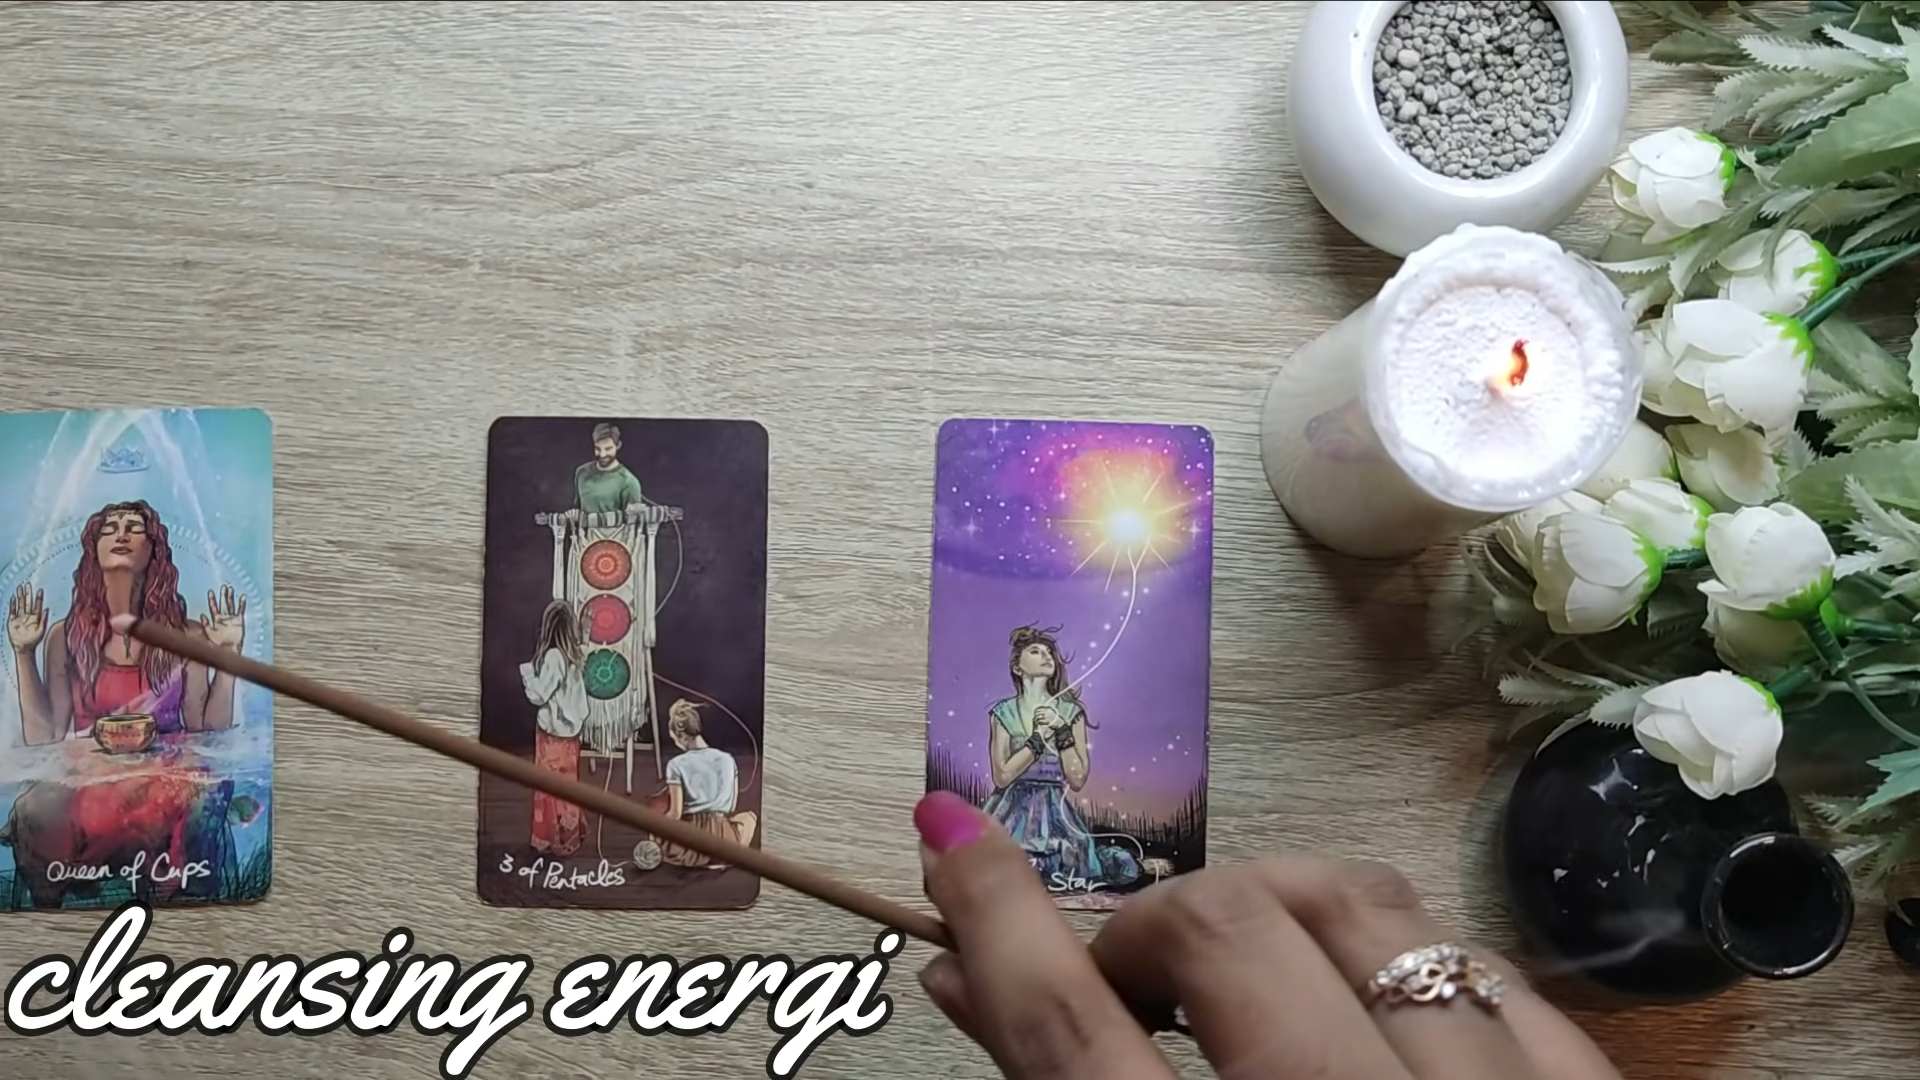 Queen of Cups
3 of Pentacles
Star
cleansing energi